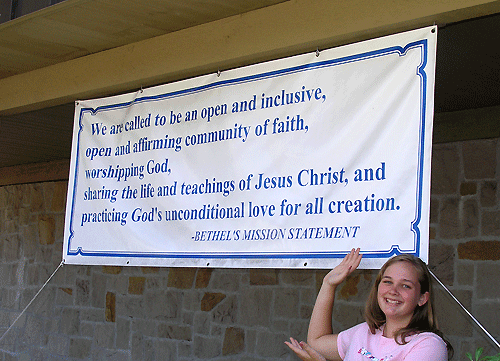 We are called to be an open and inclusive,
open and affirming community of faith,
worshipping God,
sharing the life and teachings of Jesus Christ, and
practicing God's unconditional love for all creation.
-BETHEL'S MISSION STATEMENT